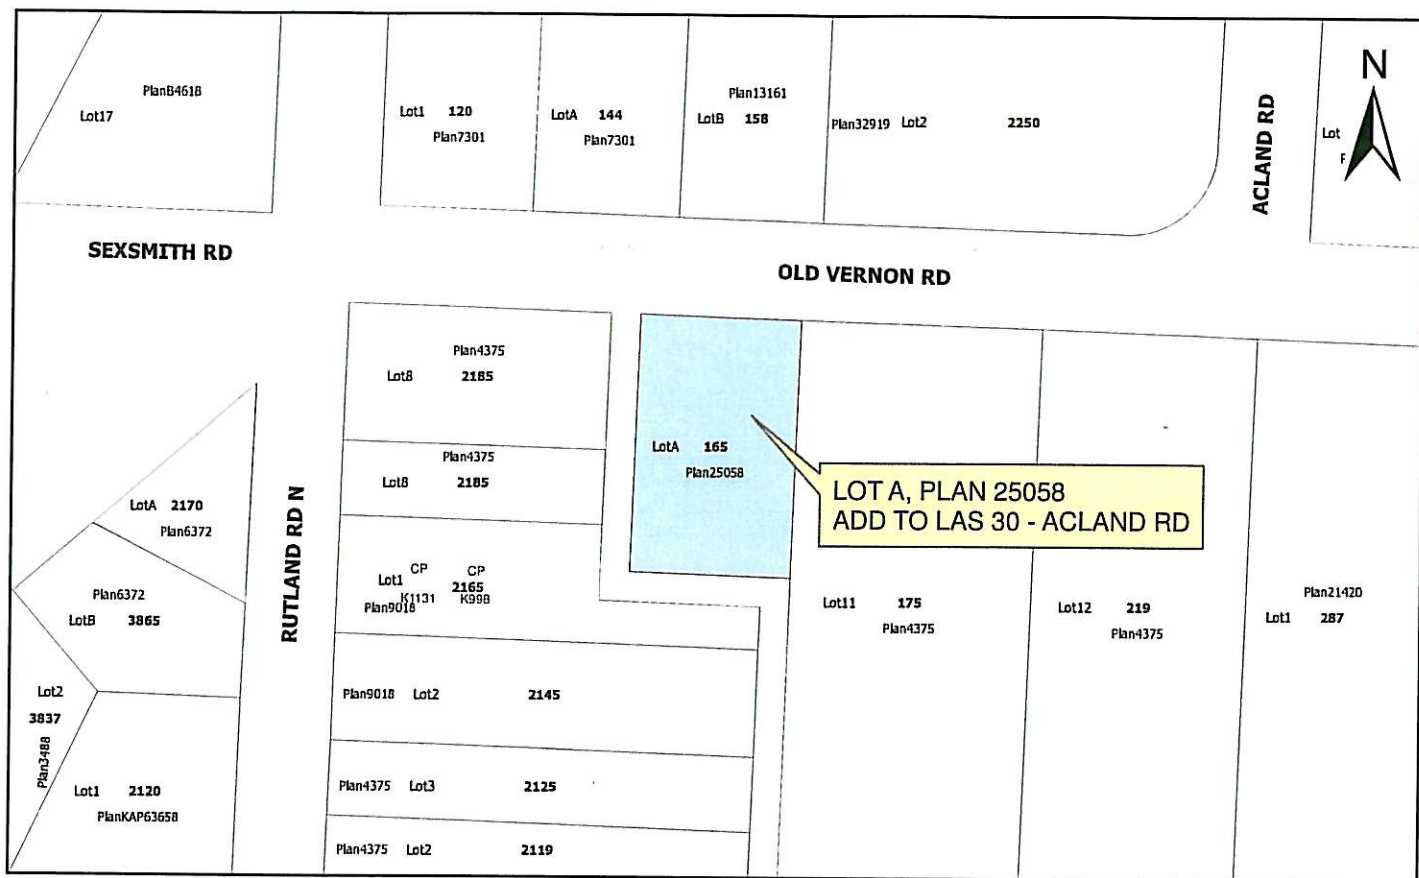 PlanB4618
Lot17
Lot1 120
Plan7301
LotA 144
Plan7301
Plan13161
LotB 158
Plan32919 Lot2 2250
ACLAND RD
N
Lot
F
SEXSMITH RD
OLD VERNON RD
Plan4375
Lot8 2185
Plan4375
Lot8 2185
LotA 165
Plan25058
LOT A, PLAN 25058
ADD TO LAS 30 - ACLAND RD
LotA 2170
Plan6372
RUTLAND RD N
CP CP
Lot1 2165
K1131 K998
Plan9018
Plan6372
LotB 3865
Lot11 175
Plan4375
Lot12 219
Plan4375
Plan21420
Lot1 287
Lot2
3837
Plan3488
Plan9018 Lot2 2145
Lot1 2120
PlanKAP63658
Plan4375 Lot3 2125
Plan4375 Lot2 2119